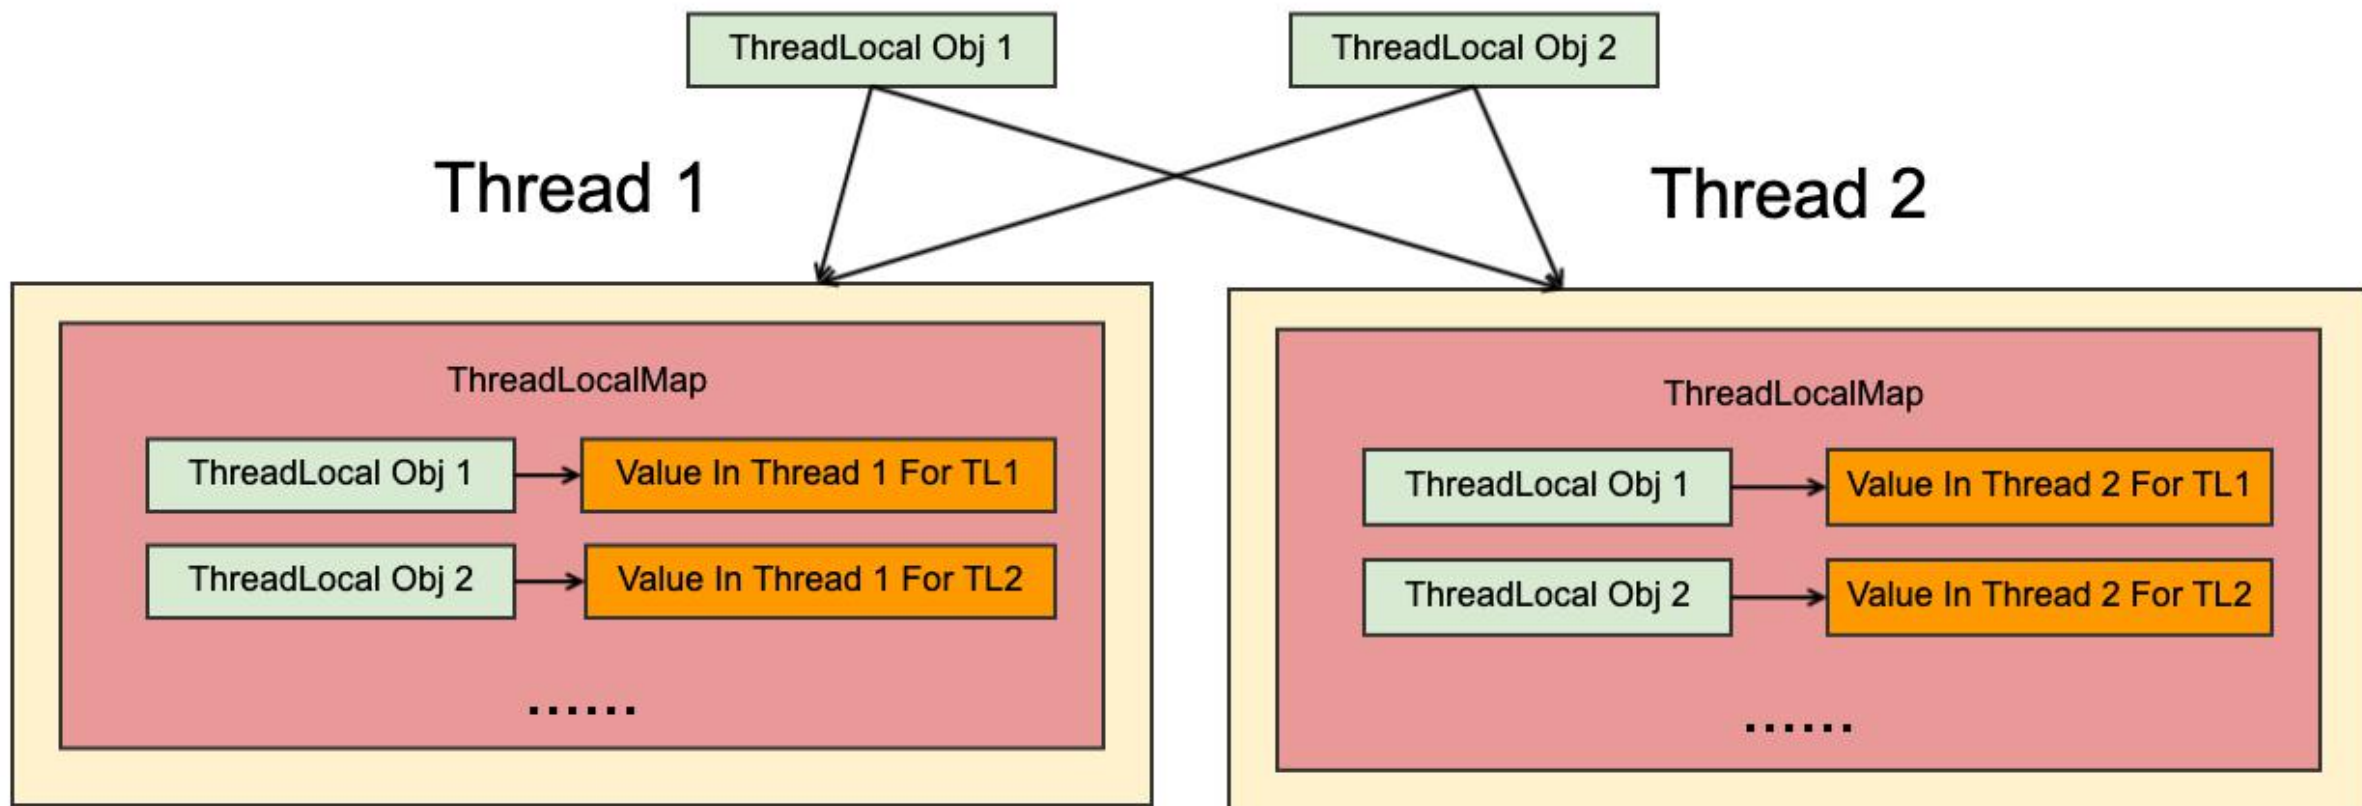 ThreadLocal Obj 1
ThreadLocal Obj 2
Thread 1
Thread 2
ThreadLocalMap
ThreadLocal Obj 1
Value In Thread 1 For TL1
ThreadLocal Obj 2
Value In Thread 1 For TL2
......
ThreadLocalMap
ThreadLocal Obj 1
Value In Thread 2 For TL1
ThreadLocal Obj 2
Value In Thread 2 For TL2
......